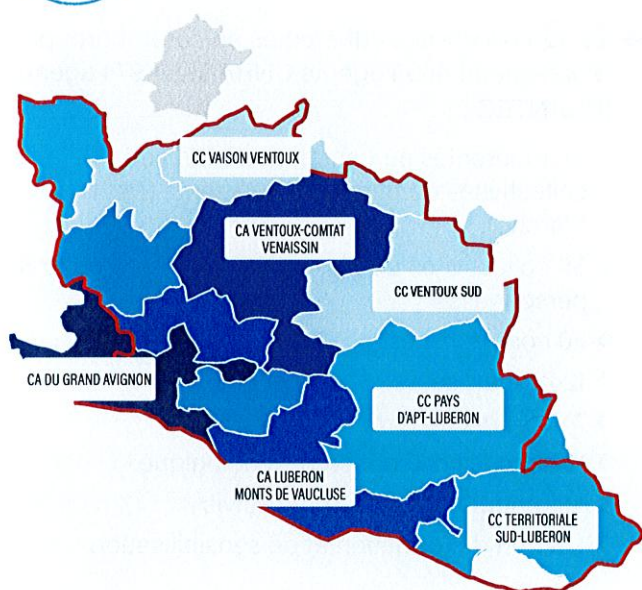 CC VAISON VENTOUX
CA VENTOUX-COMTAT
VENAISSIN
CC VENTOUX SUD
CA DU GRAND AVIGNON
CC PAYS
D'APT-LUBERON
CA LUBERON
MONTS DE VAUCLUSE
CC TERRITORIALE
SUD-LUBERON